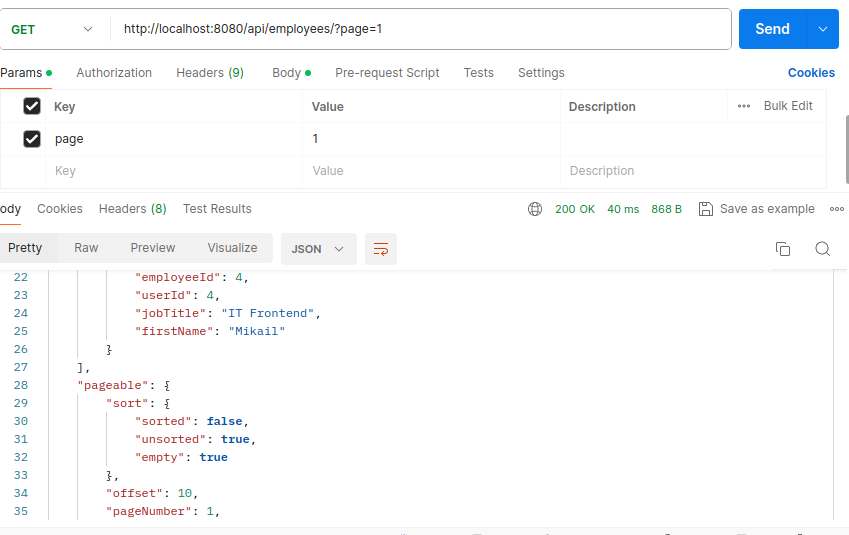 GET http://localhost:8080/api/employees/?page=1 Send
Params Authorization Headers (9) Body Pre-request Script Tests Settings Cookies
Key Value Description Bulk Edit
page 1
Key Value Description
ody Cookies Headers (8) Test Results 200 OK 40 ms 868 B Save as example
Pretty Raw Preview Visualize JSON
22 "employeeId": 4,
23 "userId": 4,
24 "jobTitle": "IT Frontend",
25 "firstName": "Mikail"
26 }
27 ],
28 "pageable": {
29 "sort": {
30 "sorted": false,
31 "unsorted": true,
32 "empty": true
33 },
34 "offset": 10,
35 "pageNumber": 1,